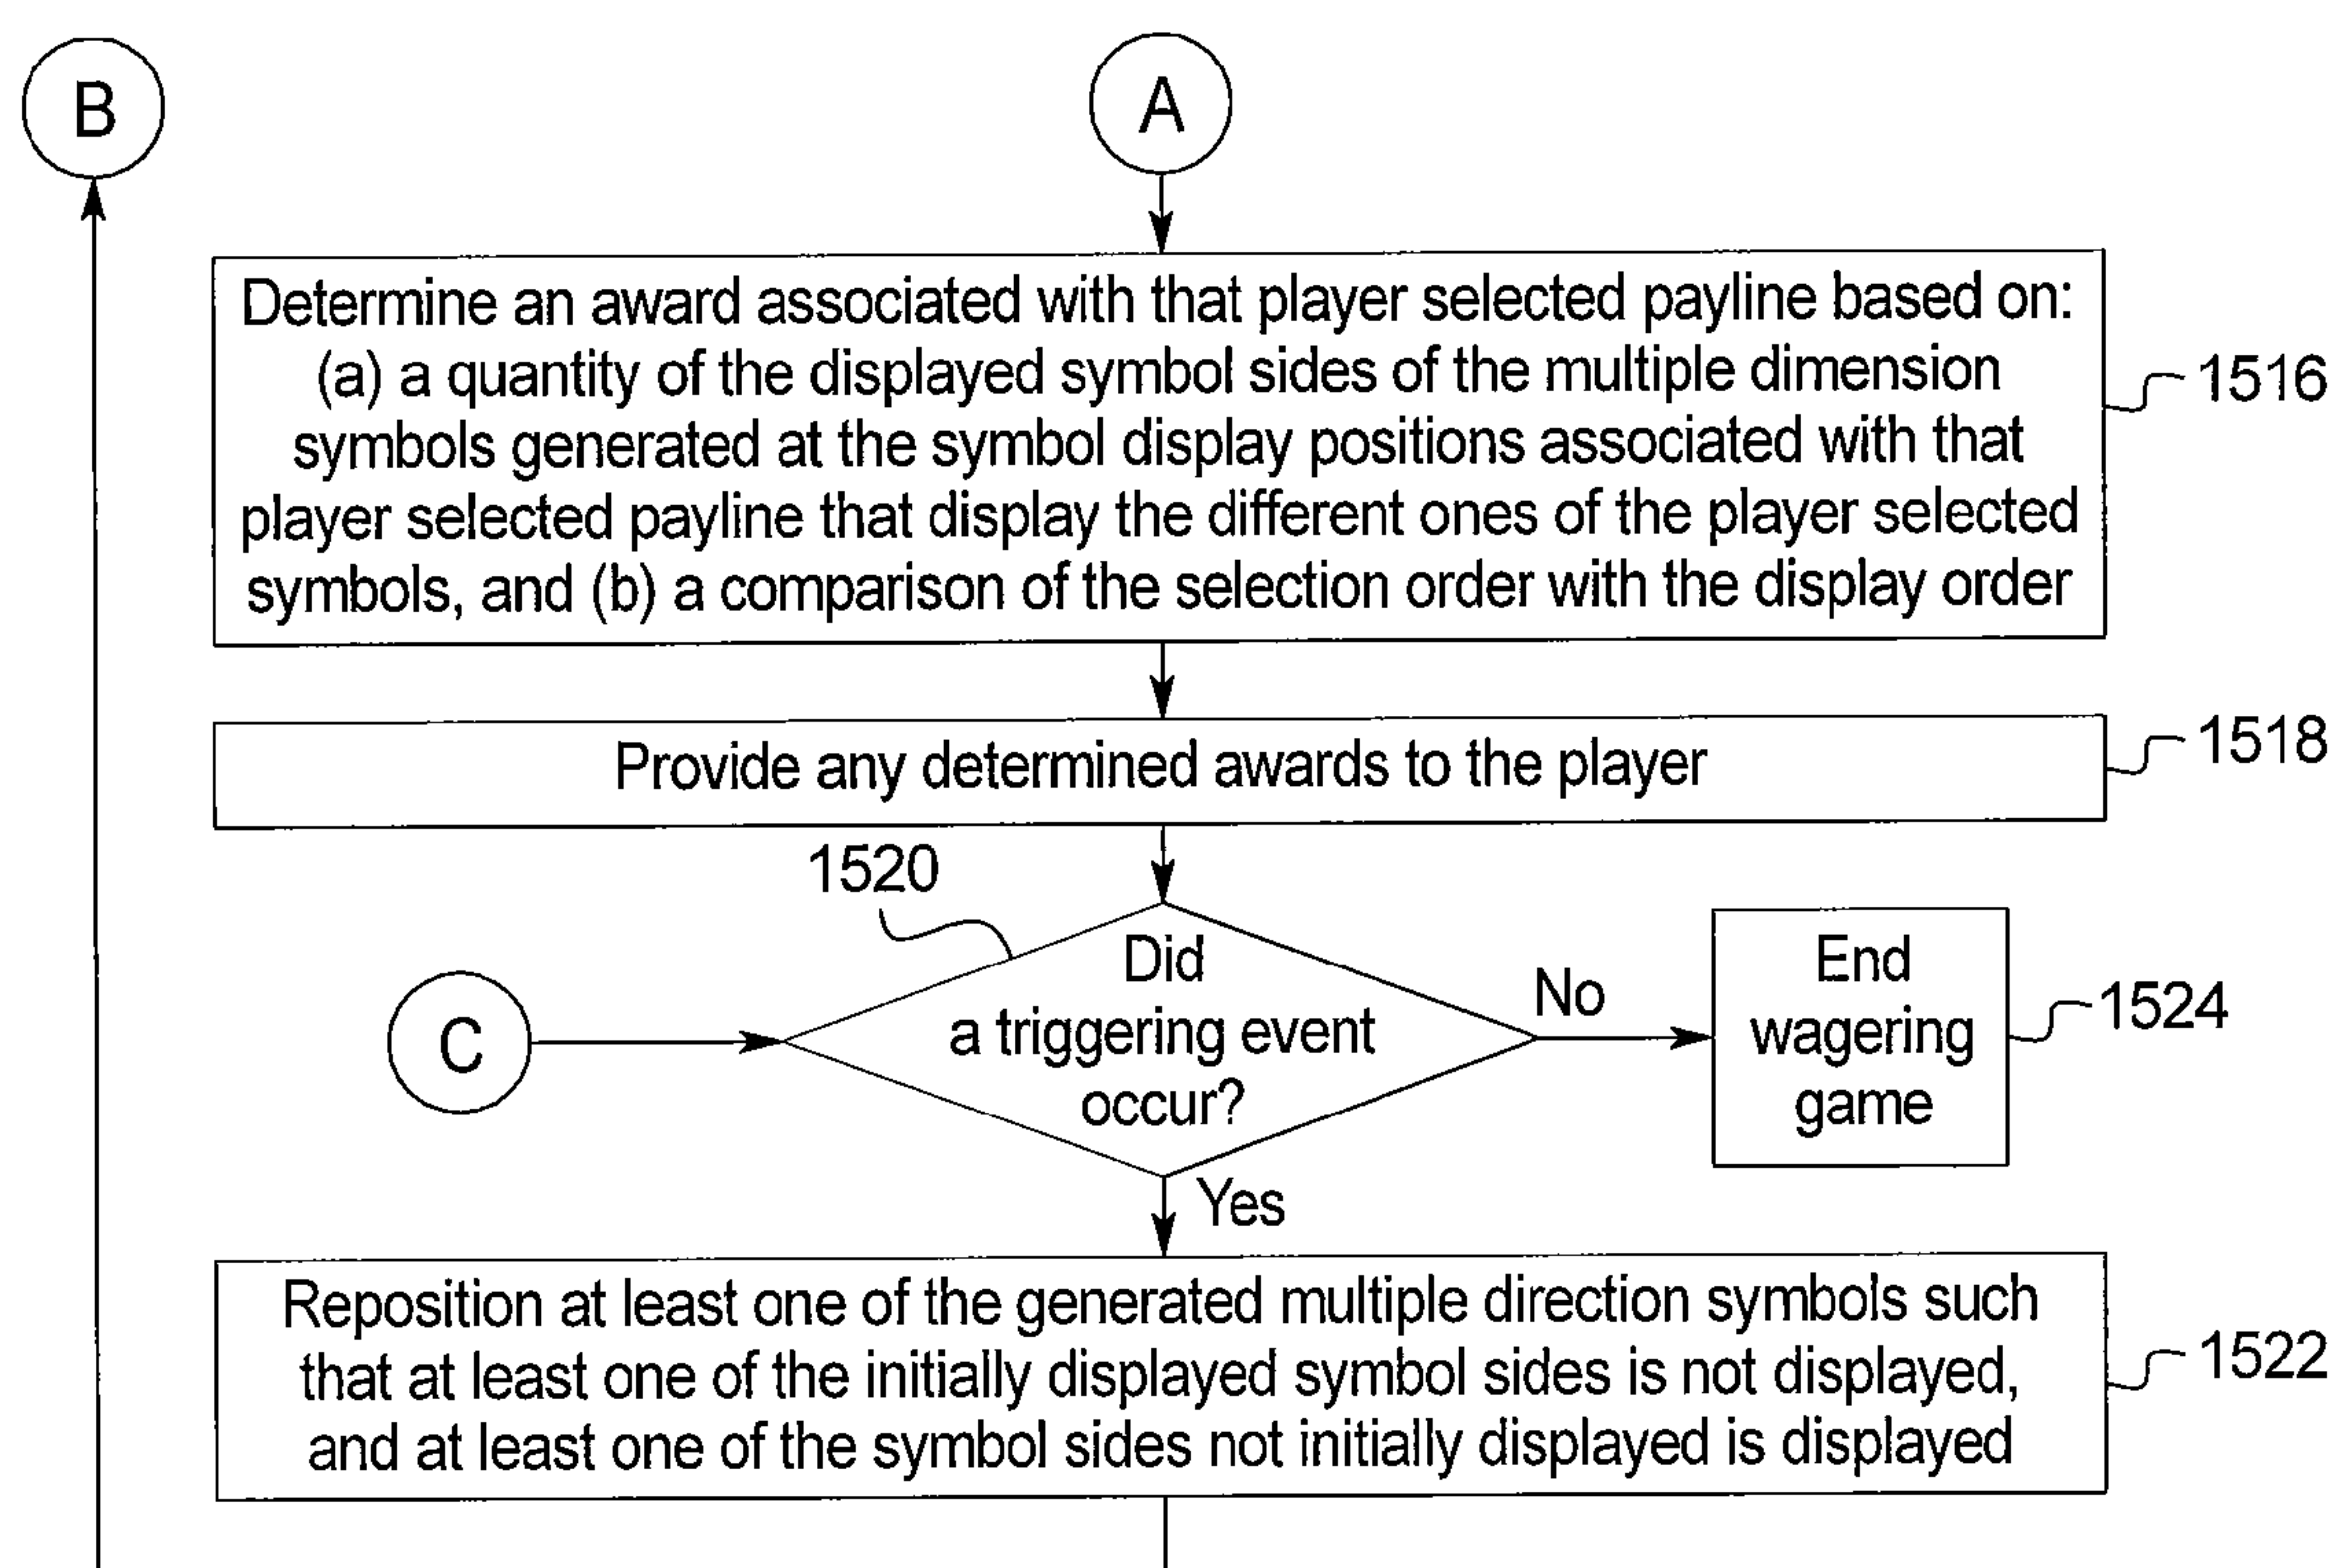 B
A
Determine an award associated with that player selected payline based on:
(a) a quantity of the displayed symbol sides of the multiple dimension
symbols generated at the symbol display positions associated with that
player selected payline that display the different ones of the player selected
symbols, and (b) a comparison of the selection order with the display order
1516
Provide any determined awards to the player
1518
1520
Did
a triggering event
occur?
C
No
End
wagering
game
1524
Yes
Reposition at least one of the generated multiple direction symbols such
that at least one of the initially displayed symbol sides is not displayed,
and at least one of the symbol sides not initially displayed is displayed
1522